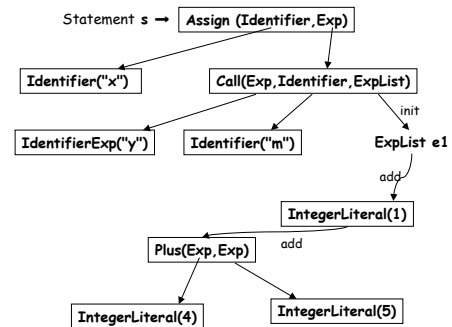 Statement s → Assign (Identifier,Exp)
Identifier("x")
Call(Exp,Identifier,ExpList)
init
IdentifierExp("y")
Identifier("m")
ExpList e1
add
IntegerLiteral(1)
add
Plus(Exp,Exp)
IntegerLiteral(4)
IntegerLiteral(5)